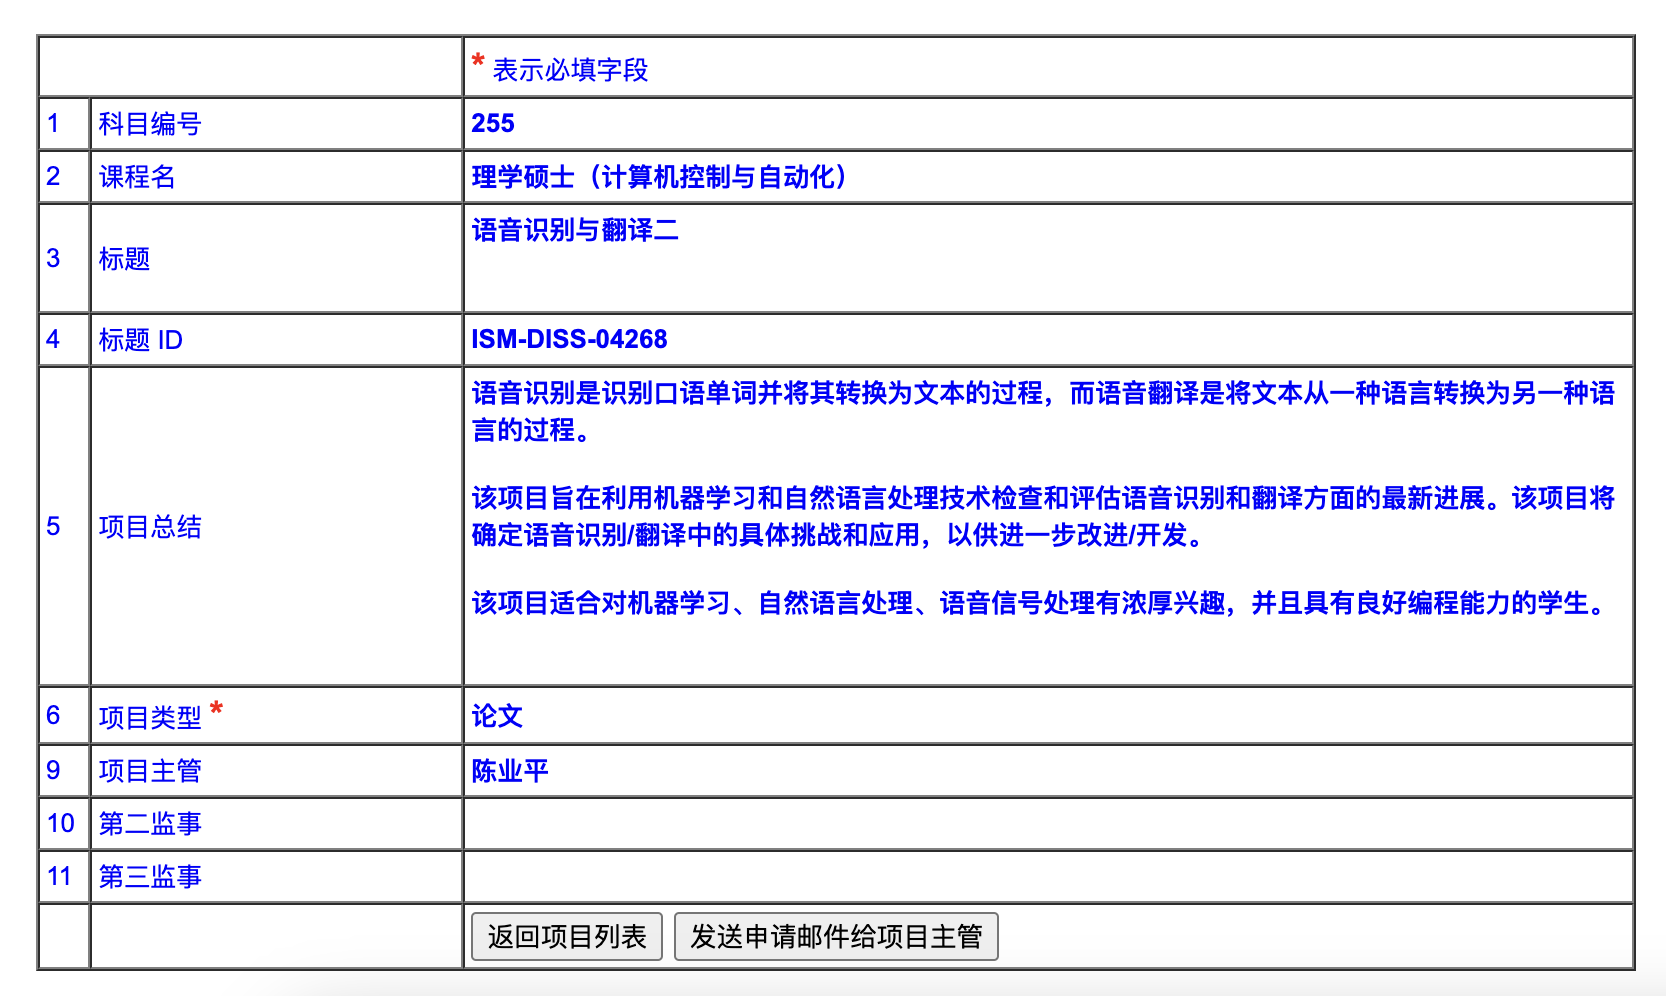 * 表示必填字段
1 科目编号 255
2 课程名 理学硕士（计算机控制与自动化）
3 标题 语音识别与翻译二
4 标题 ID ISM-DISS-04268
语音识别是识别口语单词并将其转换为文本的过程，而语音翻译是将文本从一种语言转换为另一种语
言的过程。
该项目旨在利用机器学习和自然语言处理技术检查和评估语音识别和翻译方面的最新进展。该项目将
5 项目总结 确定语音识别/翻译中的具体挑战和应用，以供进一步改进/开发。
该项目适合对机器学习、自然语言处理、语音信号处理有浓厚兴趣，并且具有良好编程能力的学生。
6 项目类型 * 论文
9 项目主管 陈业平
10 第二监事
11 第三监事
返回项目列表 发送申请邮件给项目主管